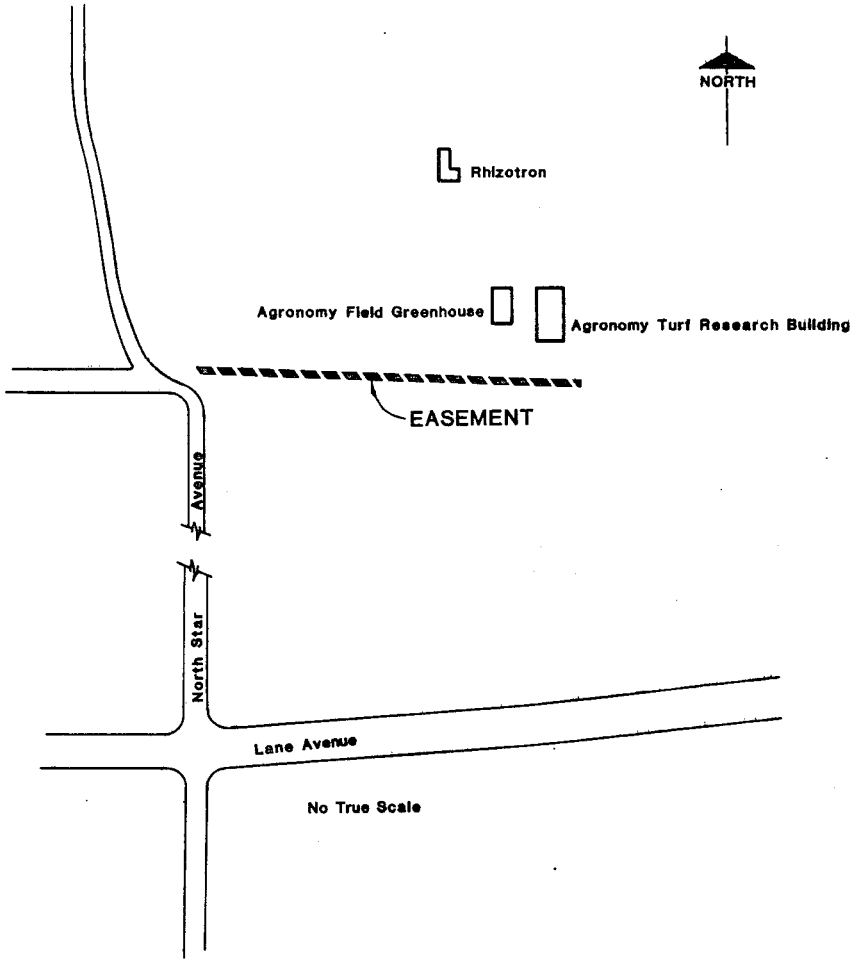 NORTH
Rhizotron
Agronomy Field Greenhouse
Agronomy Turf Research Building
EASEMENT
Avenue
North Star
Lane Avenue
No True Scale